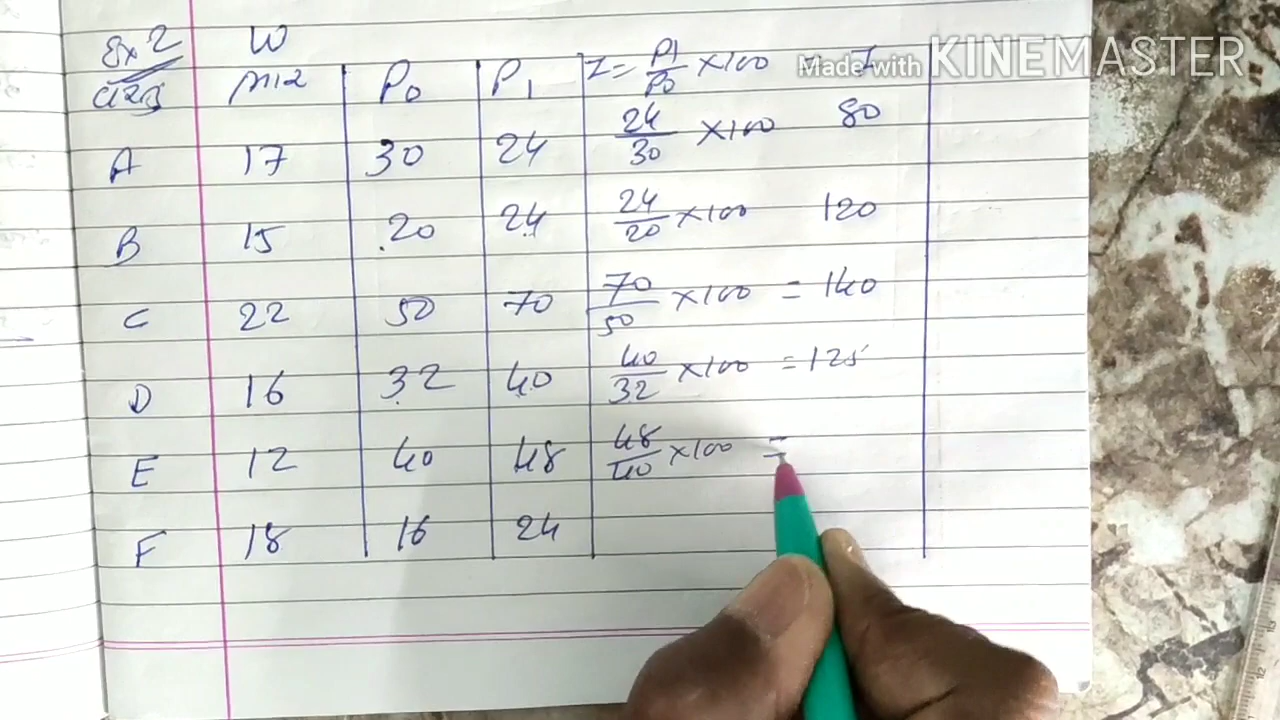 Made with KINEMASTER
Ex 2 W
P0 P1 I = P1/P0 ×100 = I
A 17 30 24 24/30 ×100 80
B 15 20 24 24/20 ×100 120
C 22 50 70 70/50 ×100 = 140
D 16 32 40 40/32 ×100 = 125
E 12 40 48 48/40 ×100 =
F 18 16 24